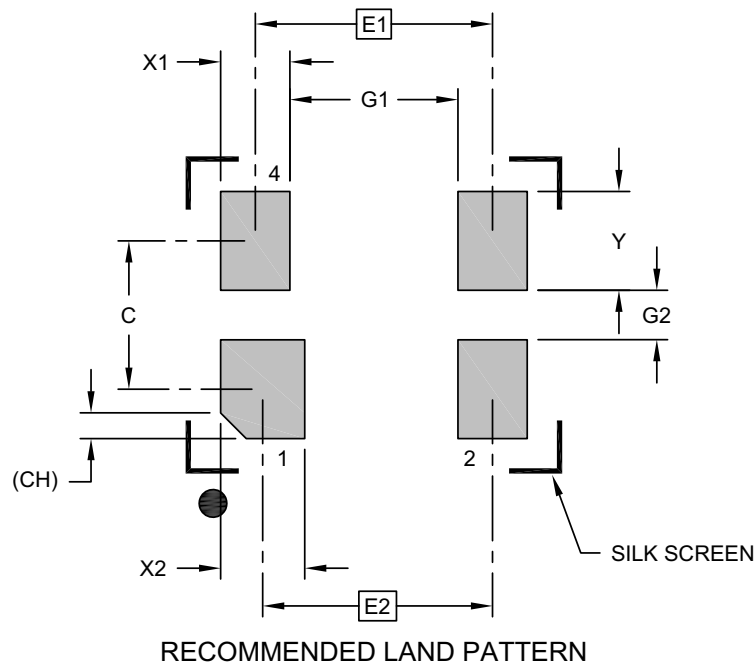 E1
X1
G1
4
Y
C
G2
(CH)
1
2
SILK SCREEN
X2
E2
RECOMMENDED LAND PATTERN